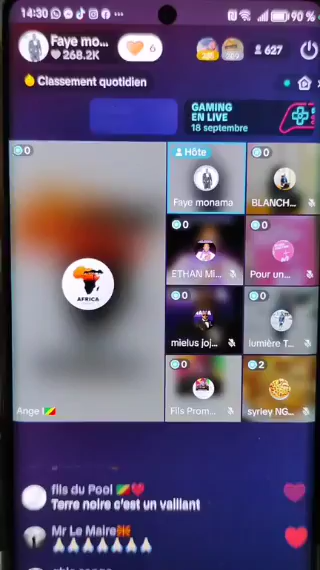 14:30
90 %
Faye mo...
268.2K
6
627
Classement quotidien
GAMING
EN LIVE
18 septembre
0
Hôte
0
Faye monama
BLANCH...
0
0
ETHAN Mi...
Pour un...
AFRICA
0
0
mielus joj...
lumière T...
0
2
Ange
Fils Prom...
syriey NG...
fils du Pool
Terre noire c'est un vaillant
Mr Le Maire